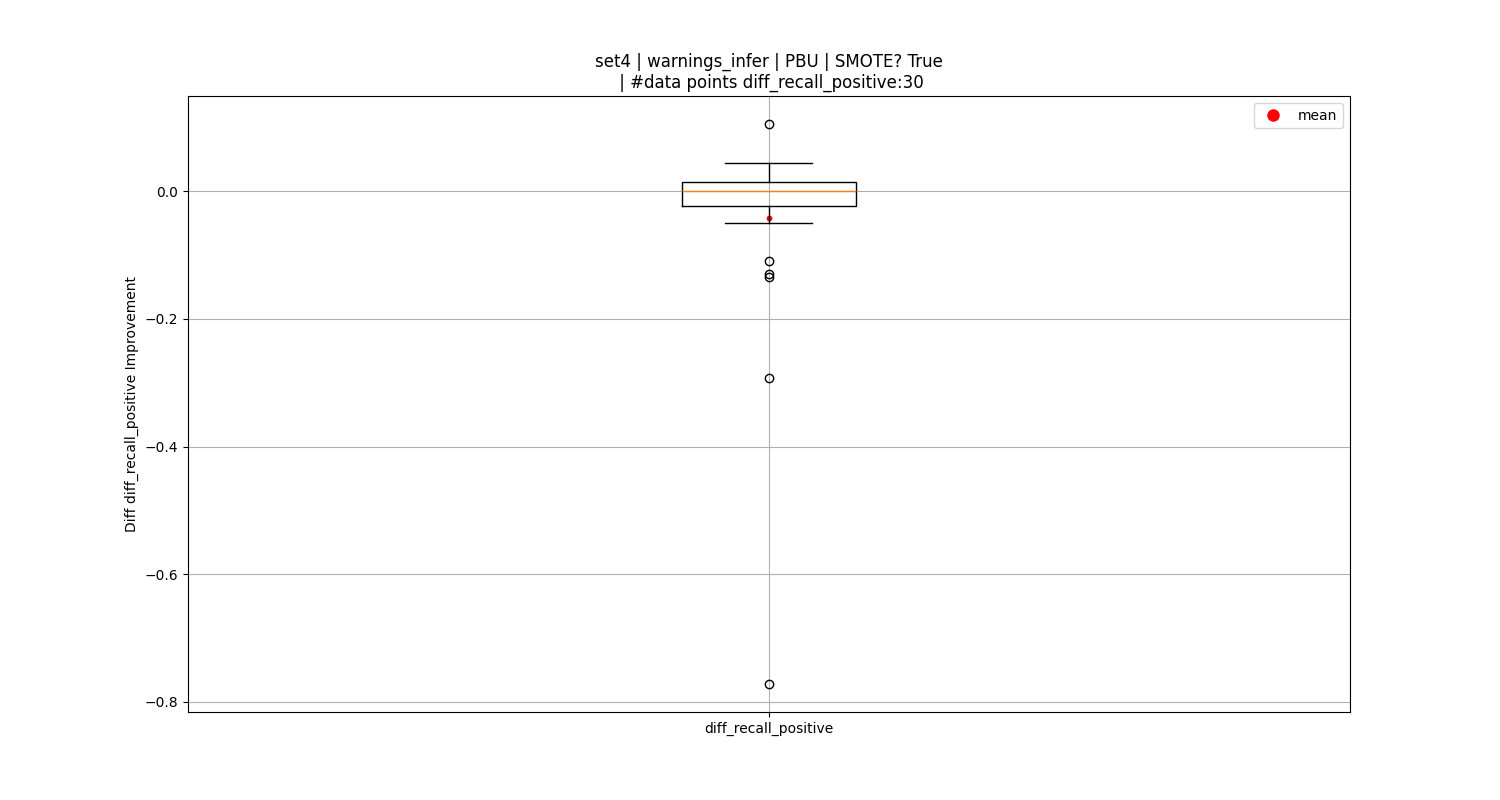 set4 | warnings_infer | PBU | SMOTE? True
| #data points diff_recall_positive:30
mean
0.0
−0.2
−0.4
−0.6
−0.8
Diff diff_recall_positive Improvement
diff_recall_positive